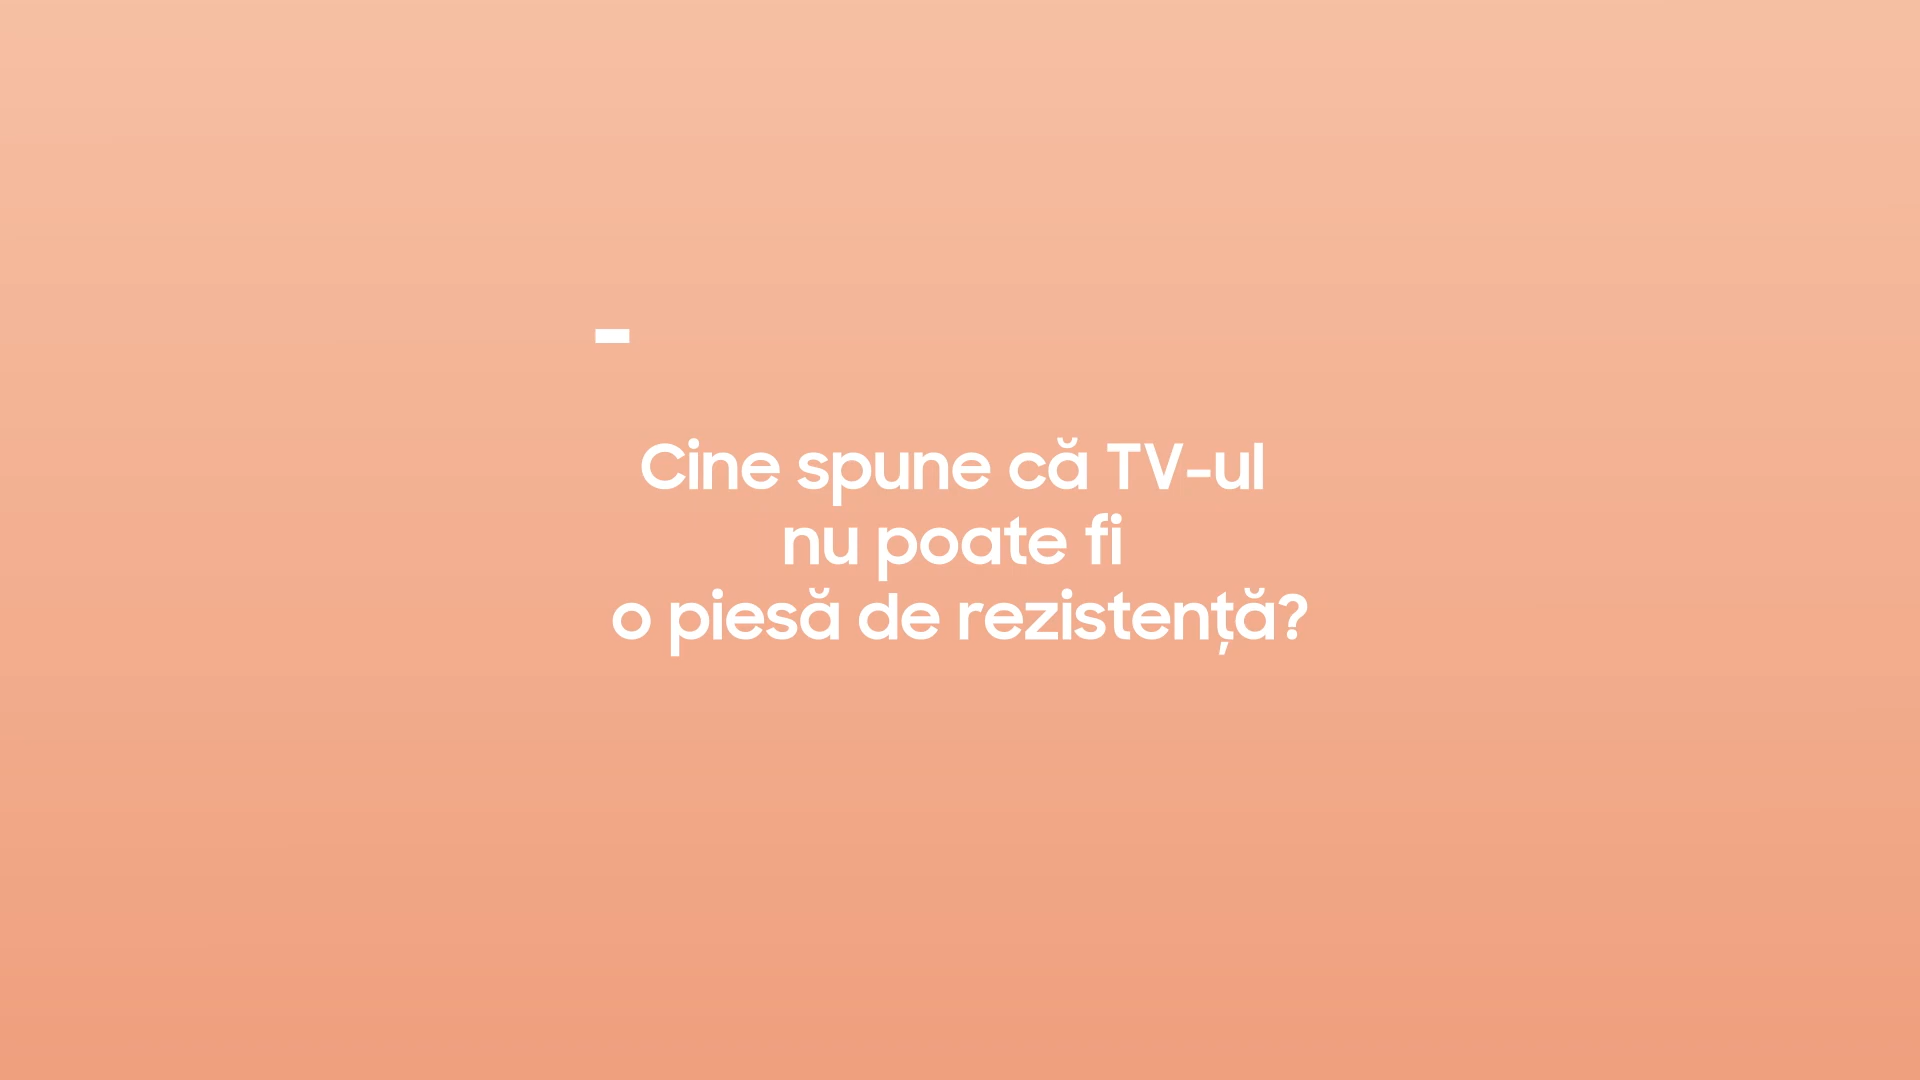 Cine spune că TV-ul
nu poate fi
o piesă de rezistență?